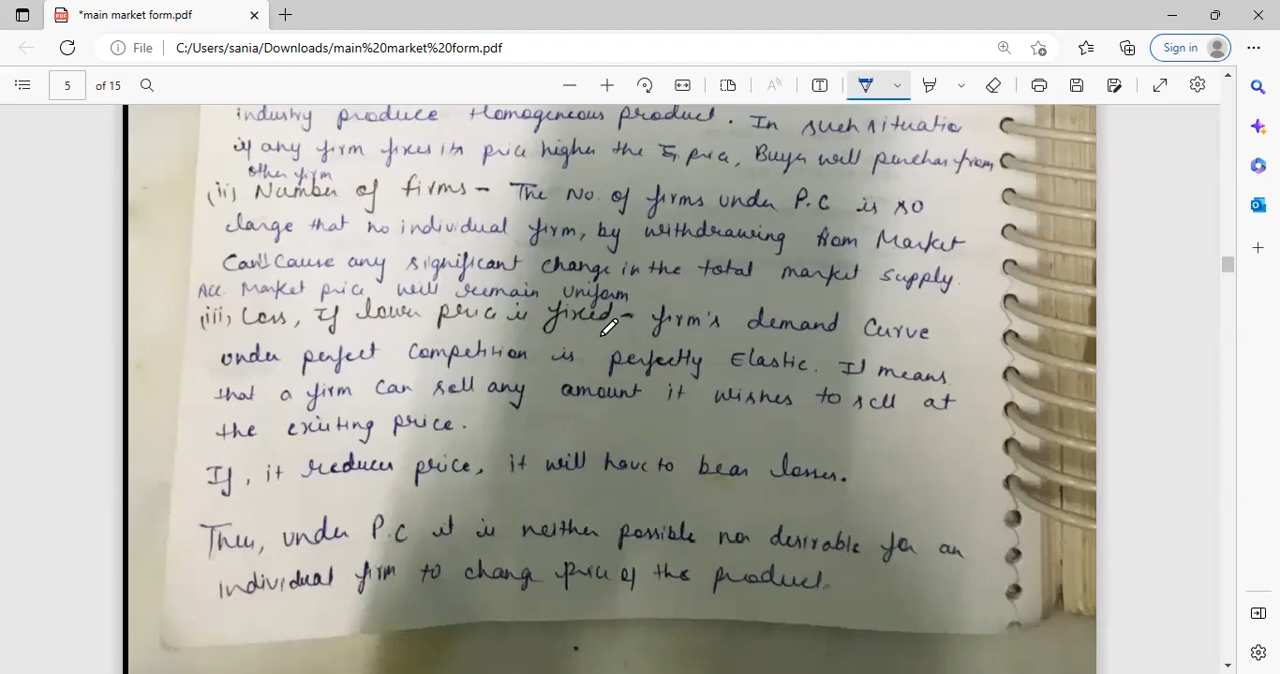 *main market form.pdf
File C:/Users/sania/Downloads/main%20market%20form.pdf
Sign in
5 of 15
industry produce Homogeneous product. In such situatio
if any firm fixes its price higher the price, Buyer will purchas from
other firm
(ii) Number of firms - The No. of firms under P.C is so
large that no individual firm, by withdrawing from Market
Can't Cause any significant change in the total market supply.
Acc. Market price will remain Uniform
(iii) Loss, If lower price is fixed - firm's demand Curve
under perfect Competition is perfectly Elastic. It means
that a firm can sell any amount it wishes to sell at
the existing price.
If, it reduces price, it will have to bear losses.
Thus, under P.C it is neither possible nor desirable for an
individual firm to change price of the product.